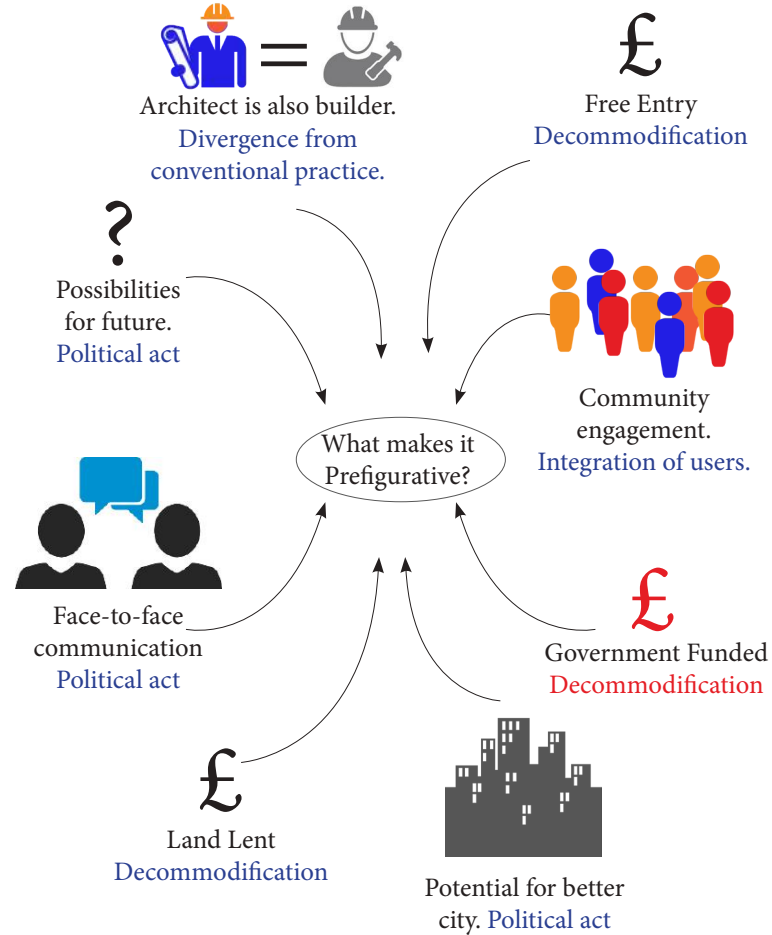 =
Architect is also builder.
Divergence from
conventional practice.
£
Free Entry
Decommodification
?
Possibilities
for future.
Political act
Community
engagement.
Integration of users.
What makes it
Prefigurative?
Face-to-face
communication
Political act
£
Government Funded
Decommodification
£
Land Lent
Decommodification
Potential for better
city. Political act